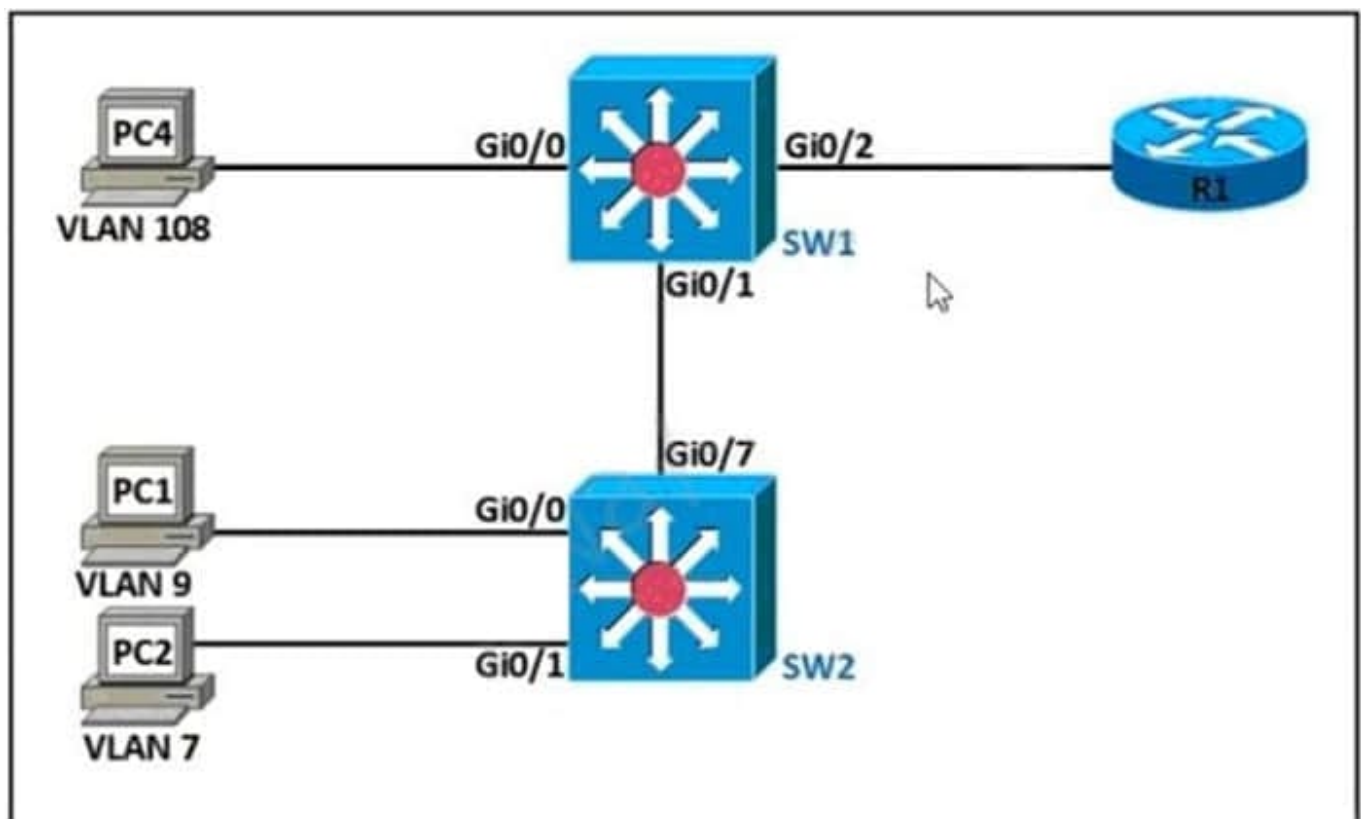 PC4
Gi0/0
Gi0/2
VLAN 108
R1
SW1
Gi0/1
Gi0/7
PC1
Gi0/0
VLAN 9
PC2
Gi0/1
SW2
VLAN 7